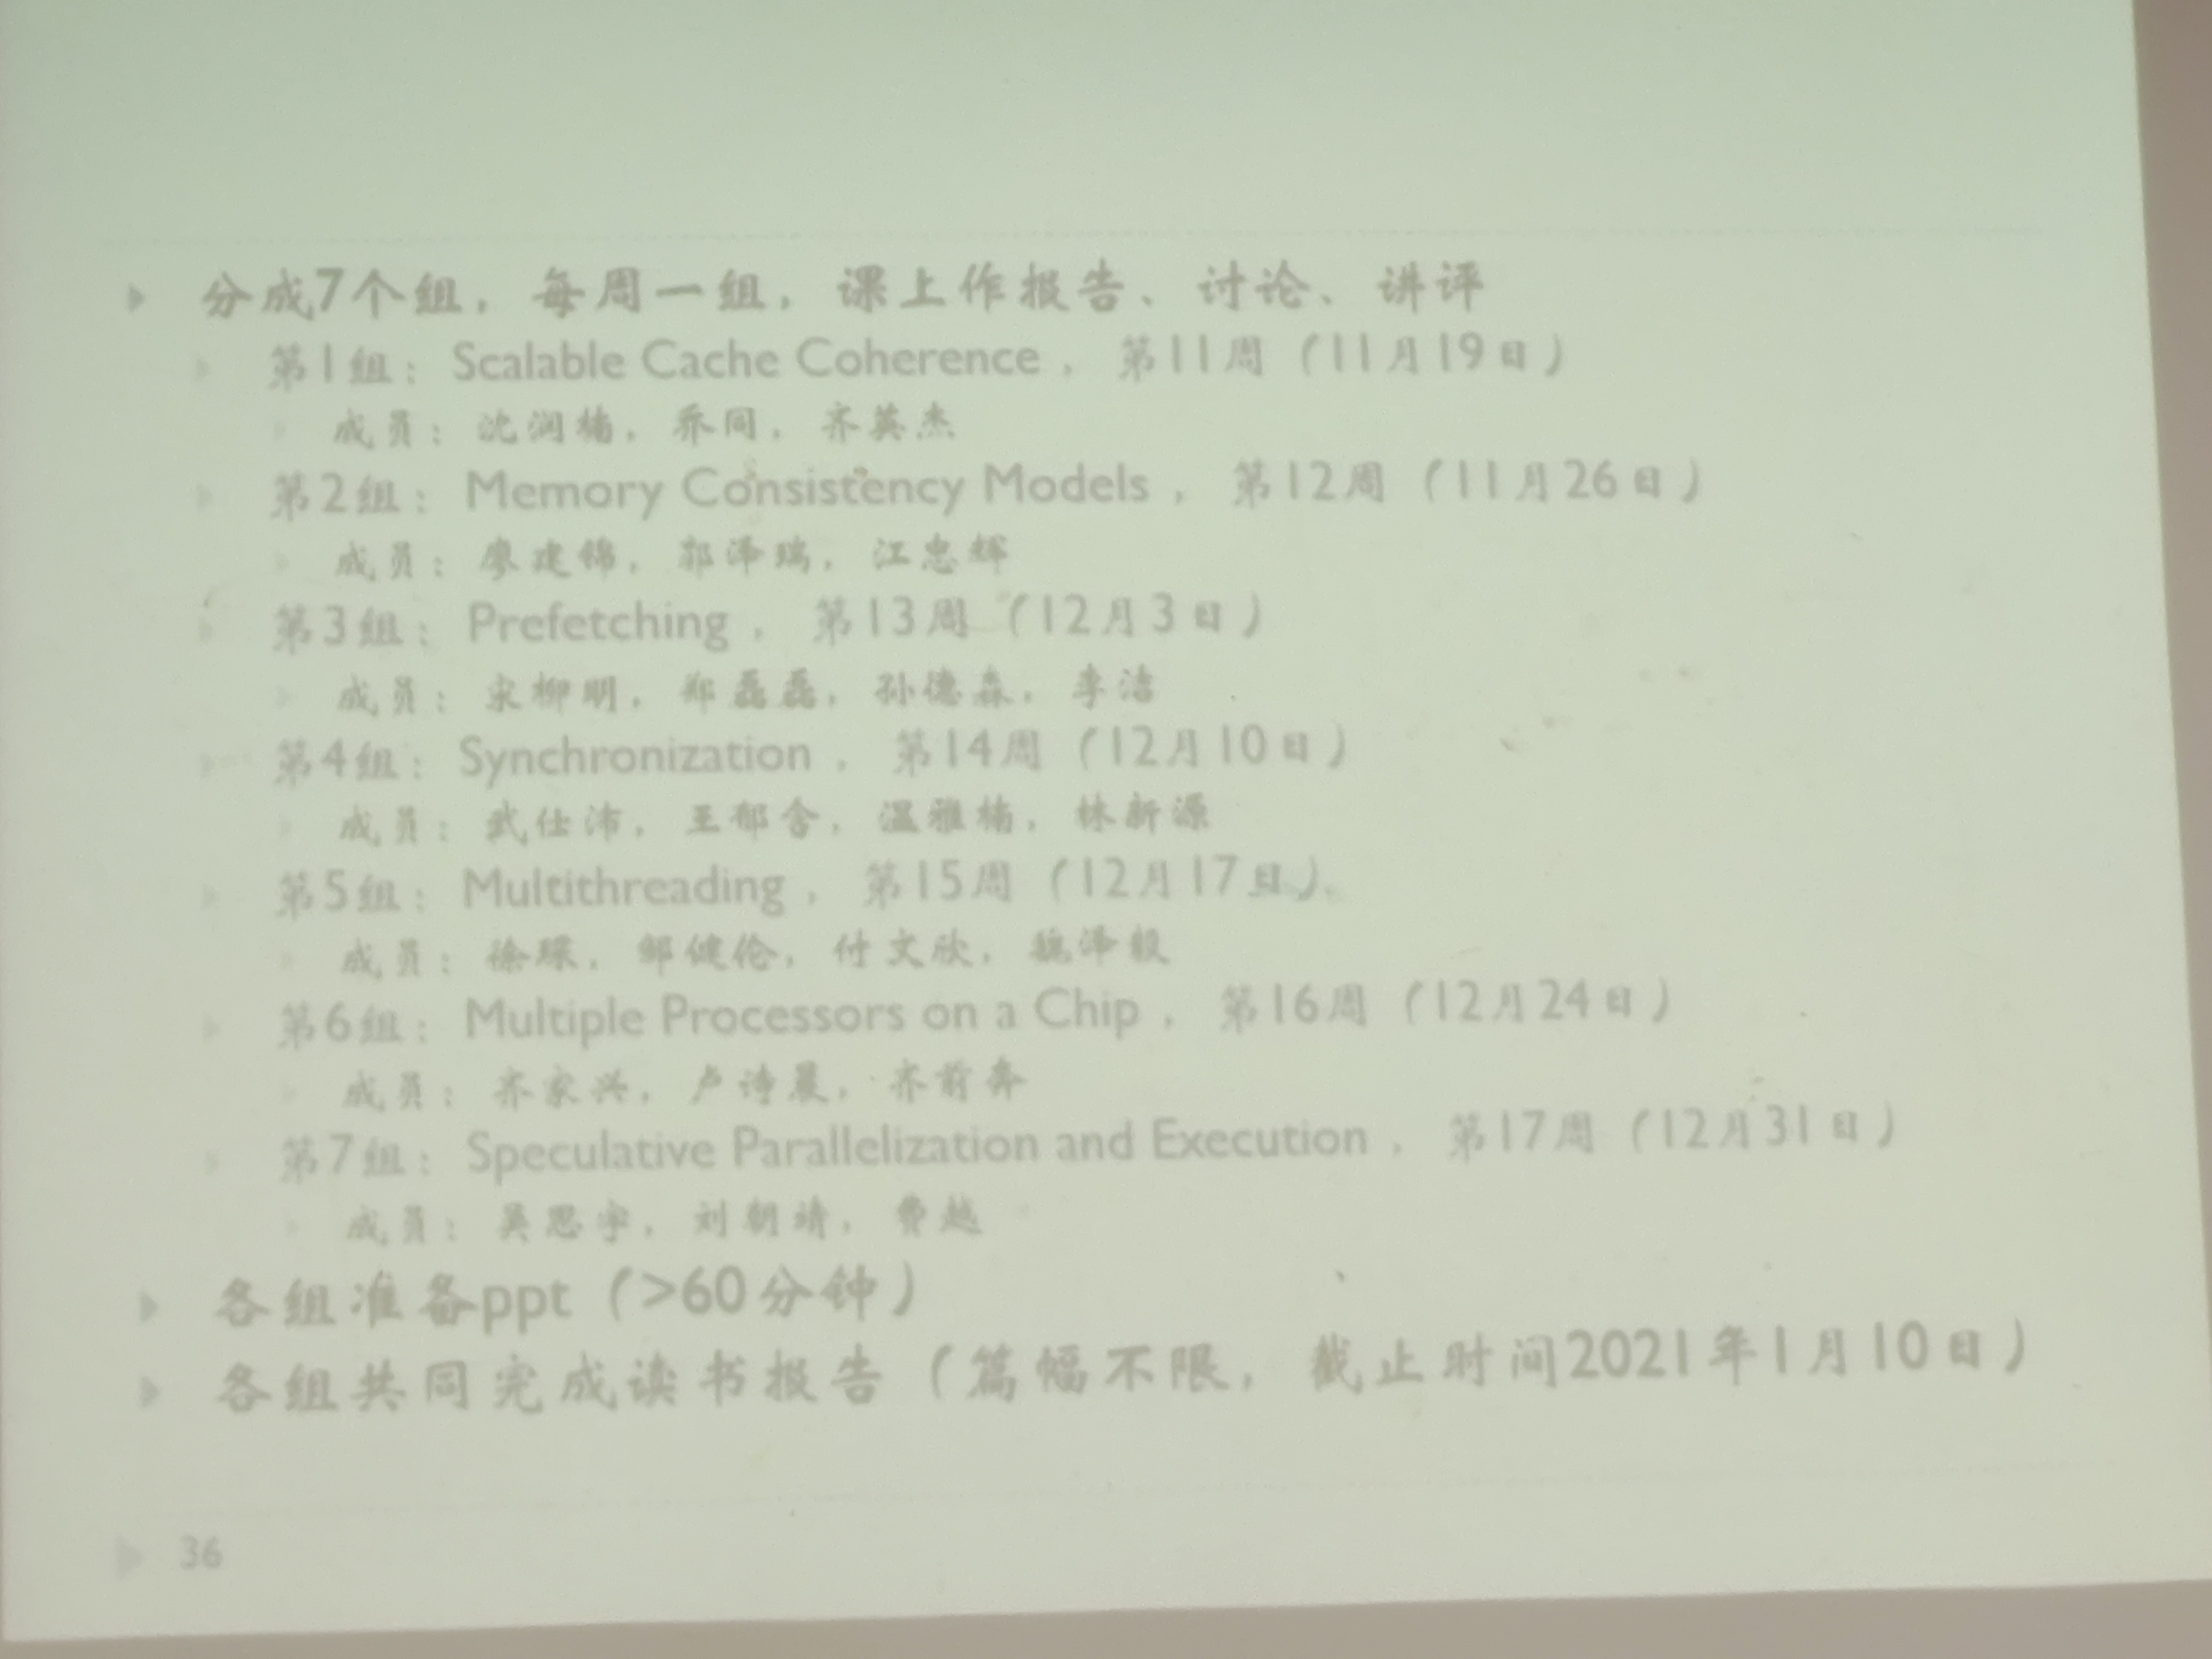 分成7个组，每周一组，课上作报告、讨论、讲评
第1组：Scalable Cache Coherence，第11周（11月19日）
成员：沈润楠，乔同，齐英杰
第2组：Memory Consistency Models，第12周（11月26日）
成员：廖建锦，郭泽瑞，江忠辉
第3组：Prefetching，第13周（12月3日）
成员：宋柳明，郑磊磊，孙德淼，李洁
第4组：Synchronization，第14周（12月10日）
成员：武仕沛，王郁含，温雅楠，林新源
第5组：Multithreading，第15周（12月17日）
成员：徐琛，邹健伦，付文欣，魏泽毅
第6组：Multiple Processors on a Chip，第16周（12月24日）
成员：齐家兴，卢诗晨，齐前奔
第7组：Speculative Parallelization and Execution，第17周（12月31日）
成员：吴思宇，刘朝靖，费越
各组准备ppt（>60分钟）
各组共同完成读书报告（篇幅不限，截止时间2021年1月10日）
36